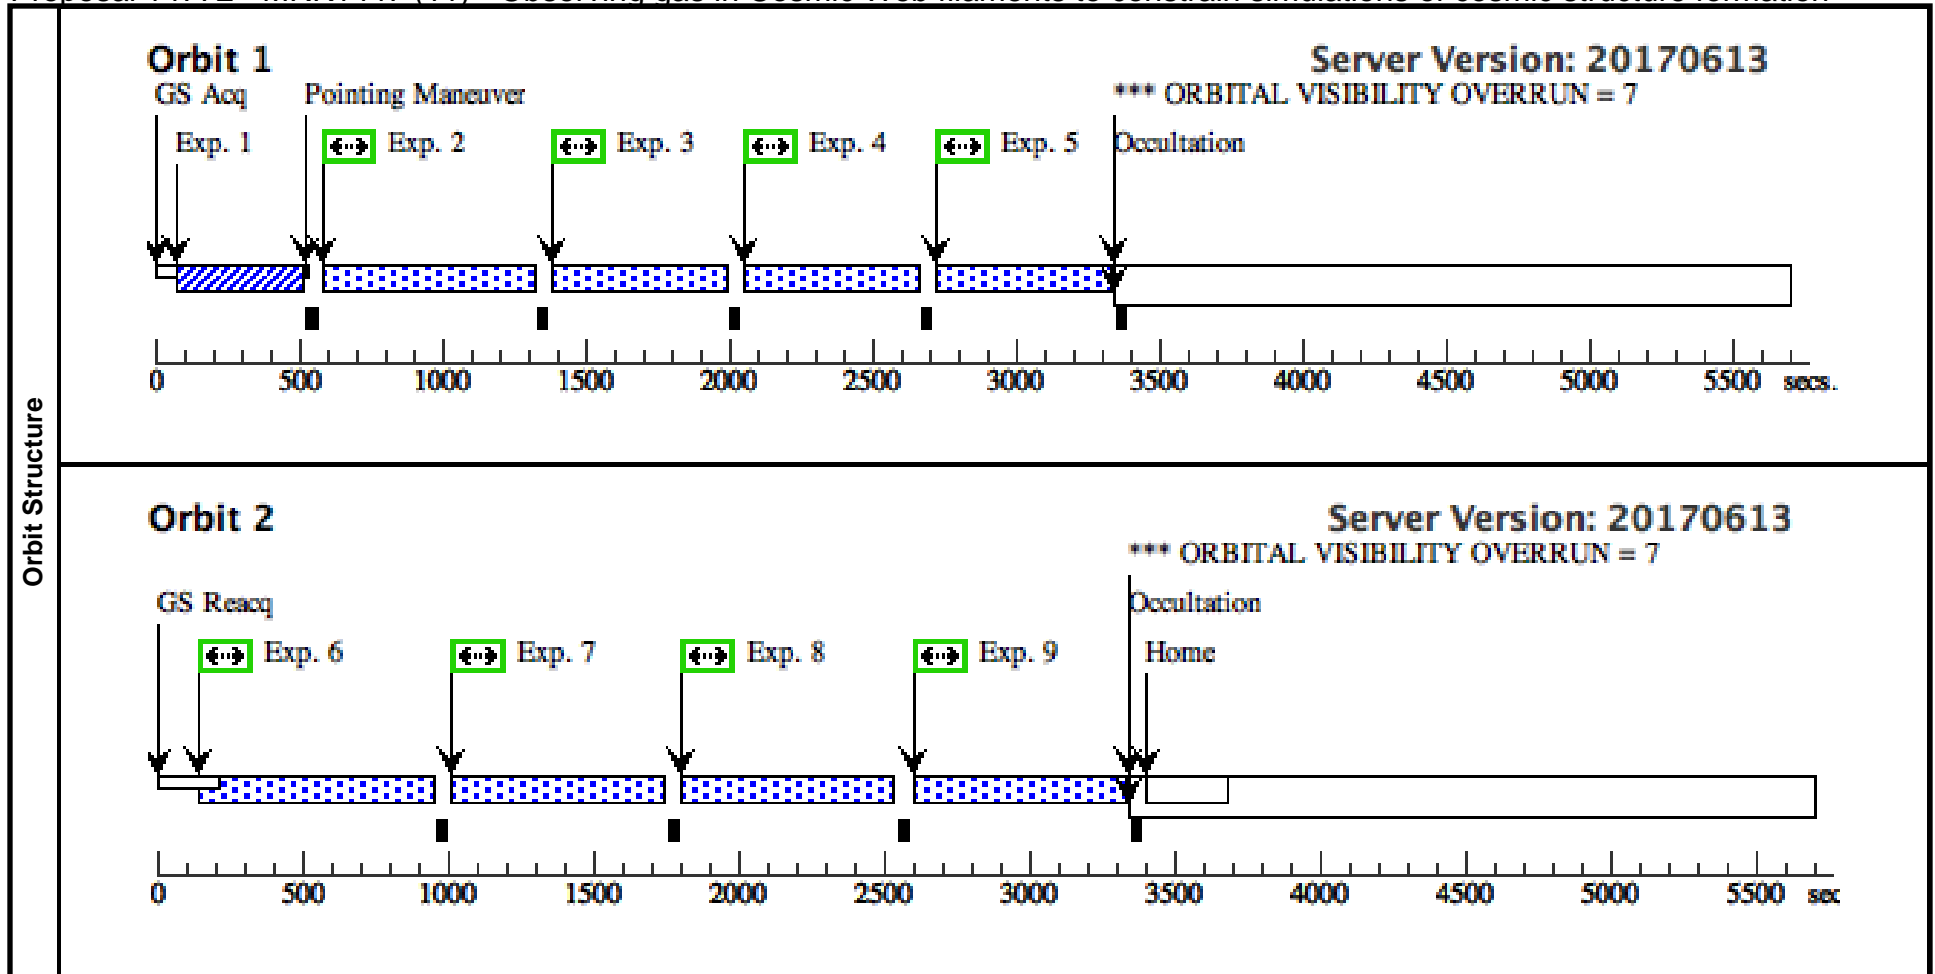 Orbit Structure
Orbit 1 Server Version: 20170613
GS Acq Pointing Maneuver *** ORBITAL VISIBILITY OVERRUN = 7
Exp. 1 Exp. 2 Exp. 3 Exp. 4 Exp. 5 Occultation
0 500 1000 1500 2000 2500 3000 3500 4000 4500 5000 5500 secs.
Orbit 2 Server Version: 20170613
*** ORBITAL VISIBILITY OVERRUN = 7
GS Reacq Occultation
Exp. 6 Exp. 7 Exp. 8 Exp. 9 Home
0 500 1000 1500 2000 2500 3000 3500 4000 4500 5000 5500 sec